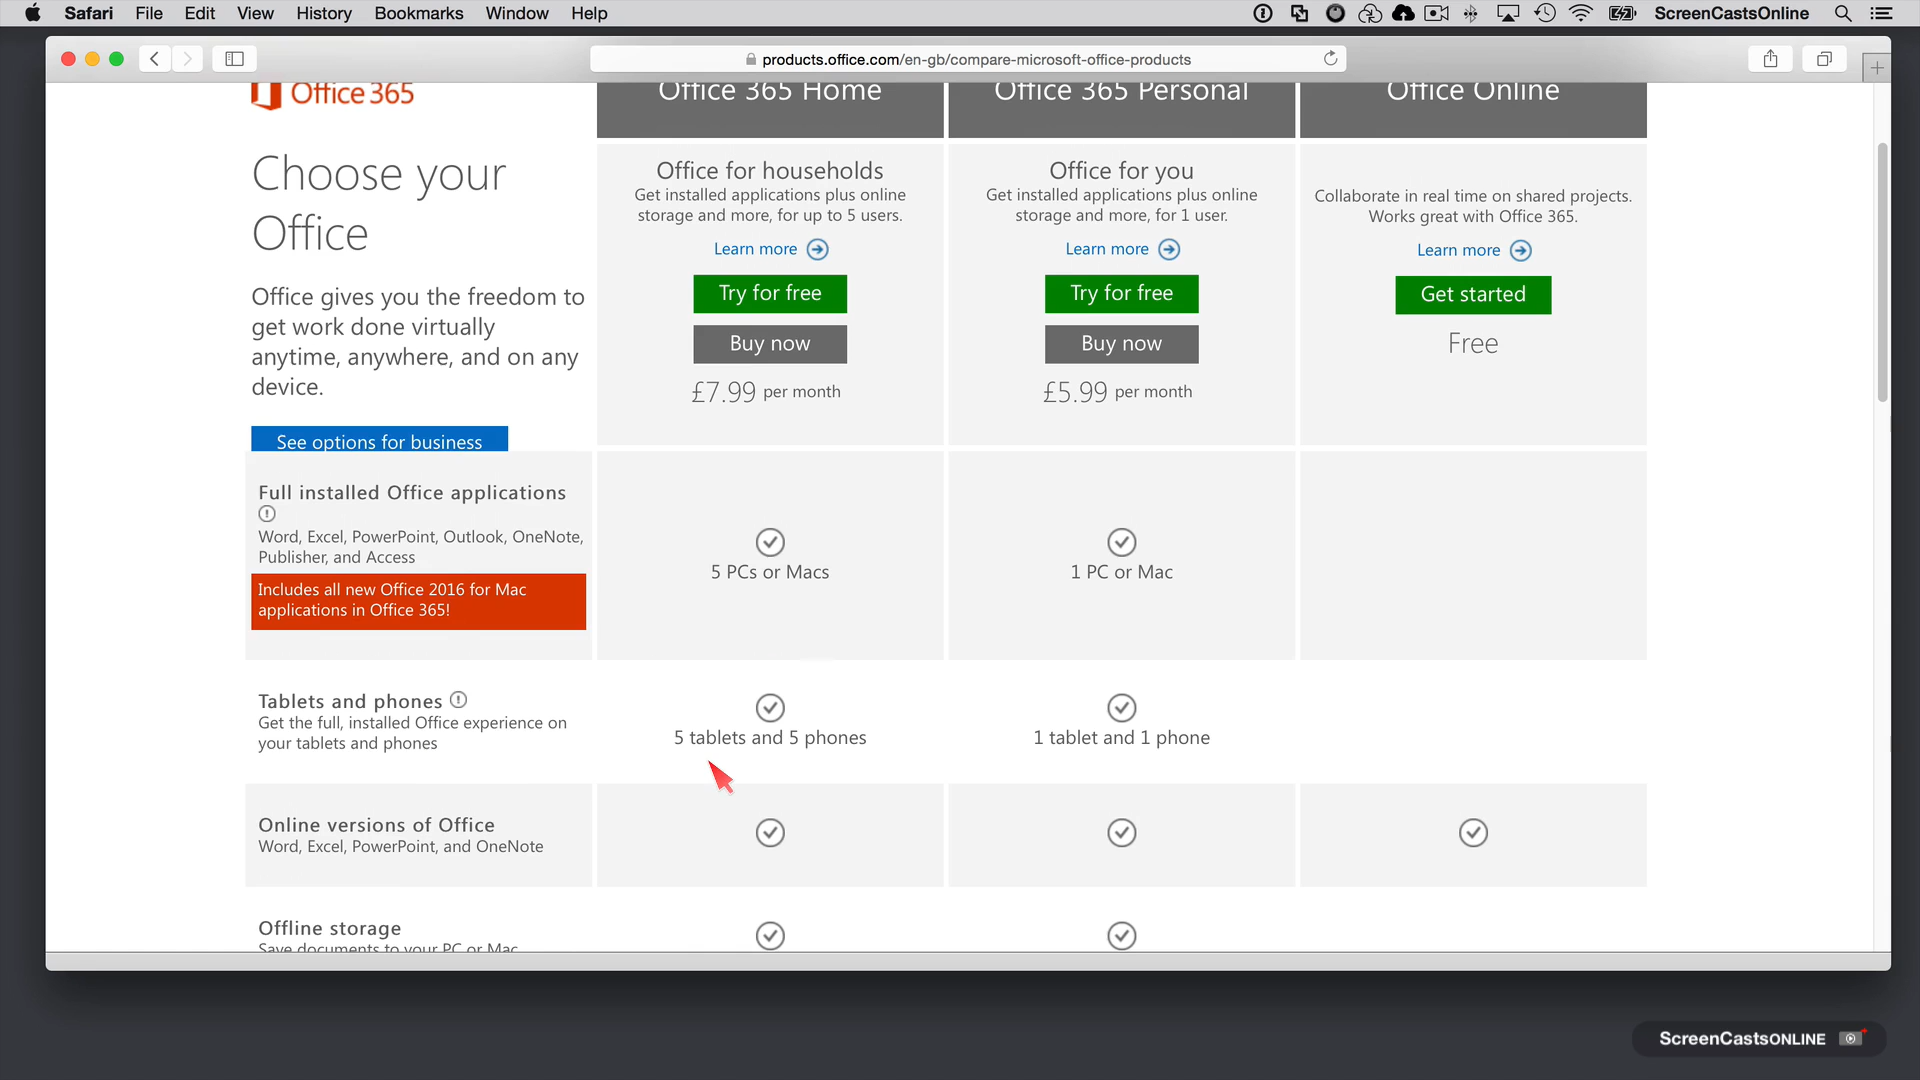 Safari File Edit View History Bookmarks Window Help ScreenCastsOnline
products.office.com/en-gb/compare-microsoft-office-products
Office 365
Office 365 Home
Office 365 Personal
Office Online
Choose your
Office
Office gives you the freedom to
get work done virtually
anytime, anywhere, and on any
device.
See options for business
Office for households
Get installed applications plus online
storage and more, for up to 5 users.
Learn more
Try for free
Buy now
£7.99 per month
Office for you
Get installed applications plus online
storage and more, for 1 user.
Learn more
Try for free
Buy now
£5.99 per month
Collaborate in real time on shared projects.
Works great with Office 365.
Learn more
Get started
Free
Full installed Office applications
Word, Excel, PowerPoint, Outlook, OneNote,
Publisher, and Access
Includes all new Office 2016 for Mac
applications in Office 365!
5 PCs or Macs
1 PC or Mac
Tablets and phones
Get the full, installed Office experience on
your tablets and phones
5 tablets and 5 phones
1 tablet and 1 phone
Online versions of Office
Word, Excel, PowerPoint, and OneNote
Offline storage
Save documents to your PC or Mac
ScreenCastsONLINE